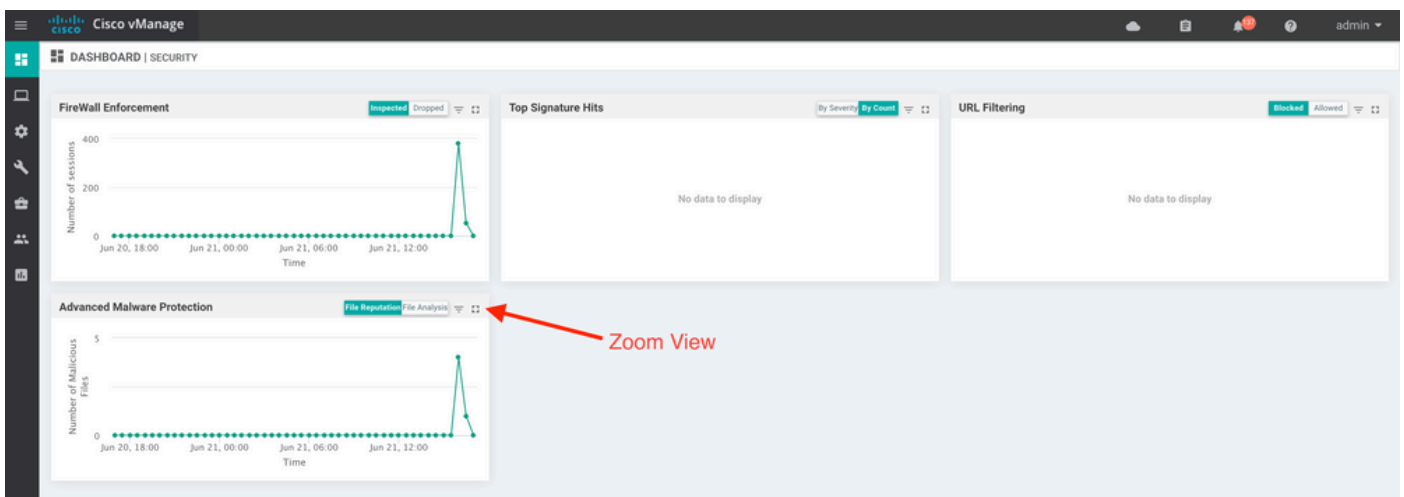 cisco Cisco vManage 137 admin
DASHBOARD | SECURITY
FireWall Enforcement Inspected Dropped
Number of sessions
400
200
0
Jun 20, 18:00 Jun 21, 00:00 Jun 21, 06:00 Jun 21, 12:00
Time
Top Signature Hits By Severity By Count
No data to display
URL Filtering Blocked Allowed
No data to display
Advanced Malware Protection File Reputation File Analysis
Number of Malicious
Files
5
0
Jun 20, 18:00 Jun 21, 00:00 Jun 21, 06:00 Jun 21, 12:00
Time
Zoom View